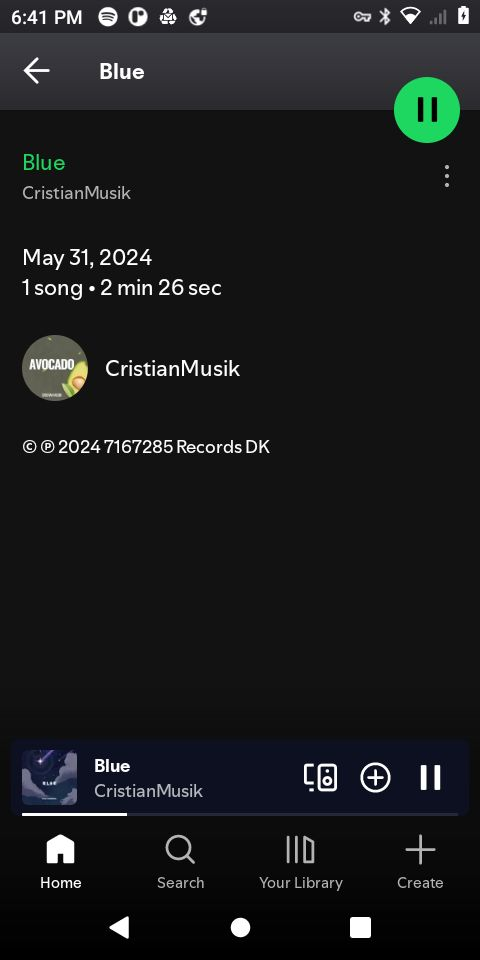 6:41 PM
Blue
Blue
CristianMusik
May 31, 2024
1 song • 2 min 26 sec
AVOCADO
CristianMusik
© ℗ 2024 7167285 Records DK
BLUE
Blue
CristianMusik
Home
Search
Your Library
Create